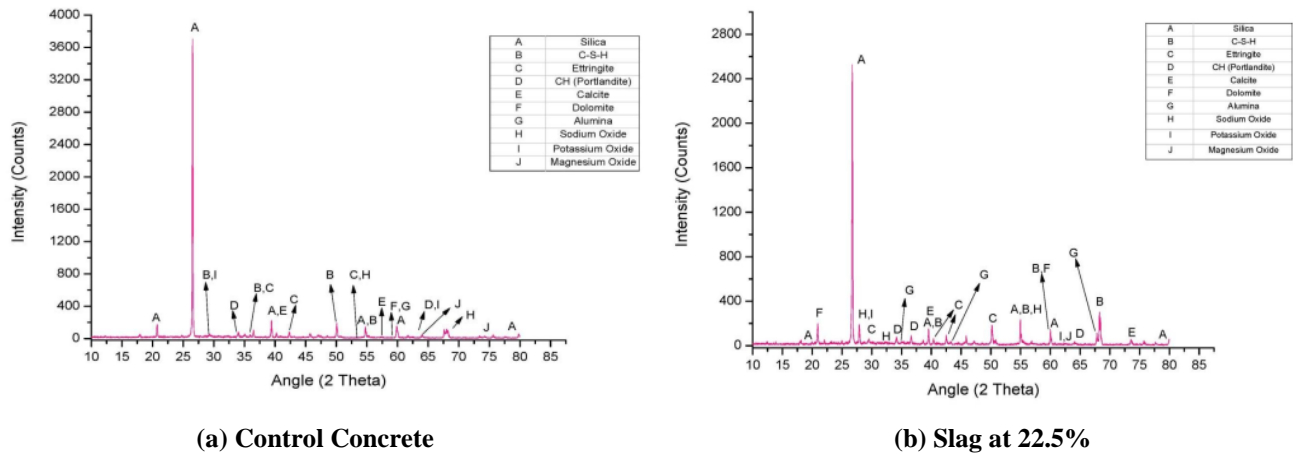 4000
3600
3200
2800
2400
2000
1600
1200
800
400
0
Intensity (Counts)
10 15 20 25 30 35 40 45 50 55 60 65 70 75 80 85
Angle (2 Theta)
A
A
B,I
D
B,C
A,E
C
B
C,H
A,B
E
F,G
A
D,I
J
H
J
A
A Silica
B C-S-H
C Ettringite
D CH (Portlandite)
E Calcite
F Dolomite
G Alumina
H Sodium Oxide
I Potassium Oxide
J Magnesium Oxide
(a) Control Concrete
2800
2400
2000
1600
1200
800
400
0
Intensity (Counts)
10 15 20 25 30 35 40 45 50 55 60 65 70 75 80 85
Angle (2 Theta)
A
F
A
H,I
C
H
D
G
D
E
A,B
C
G
C
A,B,H
B,F
A
I,J
D
G
B
E
A
A Silica
B C-S-H
C Ettringite
D CH (Portlandite)
E Calcite
F Dolomite
G Alumina
H Sodium Oxide
I Potassium Oxide
J Magnesium Oxide
(b) Slag at 22.5%